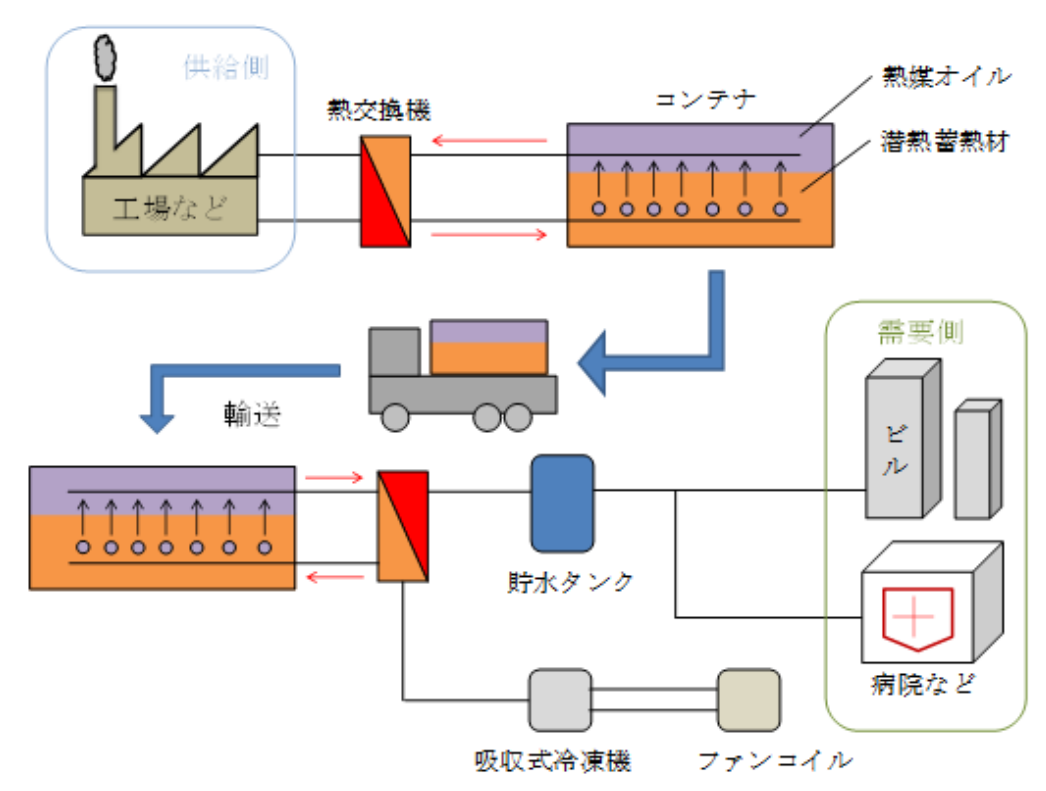 供給側
熱交換機
コンテナ
熱媒オイル
潜熱蓄熱材
工場など
輸送
需要側
ビル
貯水タンク
病院など
吸収式冷凍機
ファンコイル